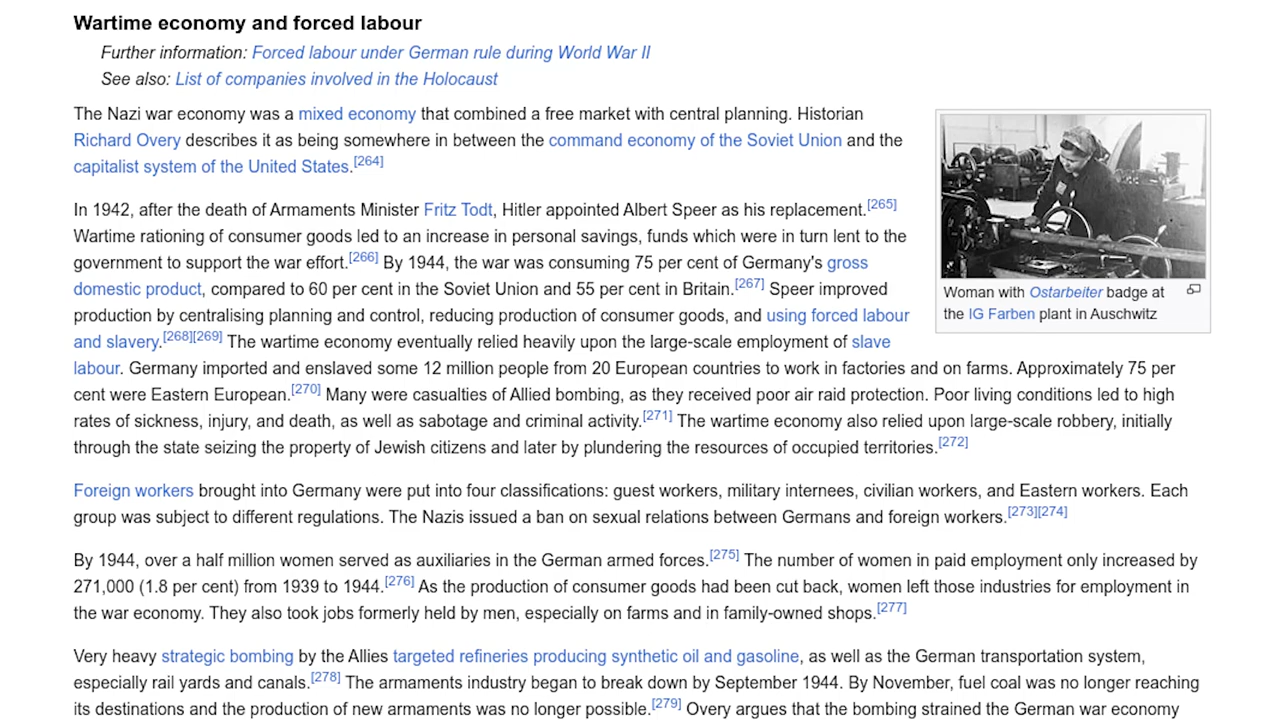 Wartime economy and forced labour
Further information: Forced labour under German rule during World War II
See also: List of companies involved in the Holocaust
The Nazi war economy was a mixed economy that combined a free market with central planning. Historian
Richard Overy describes it as being somewhere in between the command economy of the Soviet Union and the
capitalist system of the United States.[264]
In 1942, after the death of Armaments Minister Fritz Todt, Hitler appointed Albert Speer as his replacement.[265]
Wartime rationing of consumer goods led to an increase in personal savings, funds which were in turn lent to the
government to support the war effort.[266] By 1944, the war was consuming 75 per cent of Germany's gross
domestic product, compared to 60 per cent in the Soviet Union and 55 per cent in Britain.[267] Speer improved
production by centralising planning and control, reducing production of consumer goods, and using forced labour
and slavery.[268][269] The wartime economy eventually relied heavily upon the large-scale employment of slave
labour. Germany imported and enslaved some 12 million people from 20 European countries to work in factories and on farms. Approximately 75 per
cent were Eastern European.[270] Many were casualties of Allied bombing, as they received poor air raid protection. Poor living conditions led to high
rates of sickness, injury, and death, as well as sabotage and criminal activity.[271] The wartime economy also relied upon large-scale robbery, initially
through the state seizing the property of Jewish citizens and later by plundering the resources of occupied territories.[272]
Woman with Ostarbeiter badge at
the IG Farben plant in Auschwitz
Foreign workers brought into Germany were put into four classifications: guest workers, military internees, civilian workers, and Eastern workers. Each
group was subject to different regulations. The Nazis issued a ban on sexual relations between Germans and foreign workers.[273][274]
By 1944, over a half million women served as auxiliaries in the German armed forces.[275] The number of women in paid employment only increased by
271,000 (1.8 per cent) from 1939 to 1944.[276] As the production of consumer goods had been cut back, women left those industries for employment in
the war economy. They also took jobs formerly held by men, especially on farms and in family-owned shops.[277]
Very heavy strategic bombing by the Allies targeted refineries producing synthetic oil and gasoline, as well as the German transportation system,
especially rail yards and canals.[278] The armaments industry began to break down by September 1944. By November, fuel coal was no longer reaching
its destinations and the production of new armaments was no longer possible.[279] Overy argues that the bombing strained the German war economy